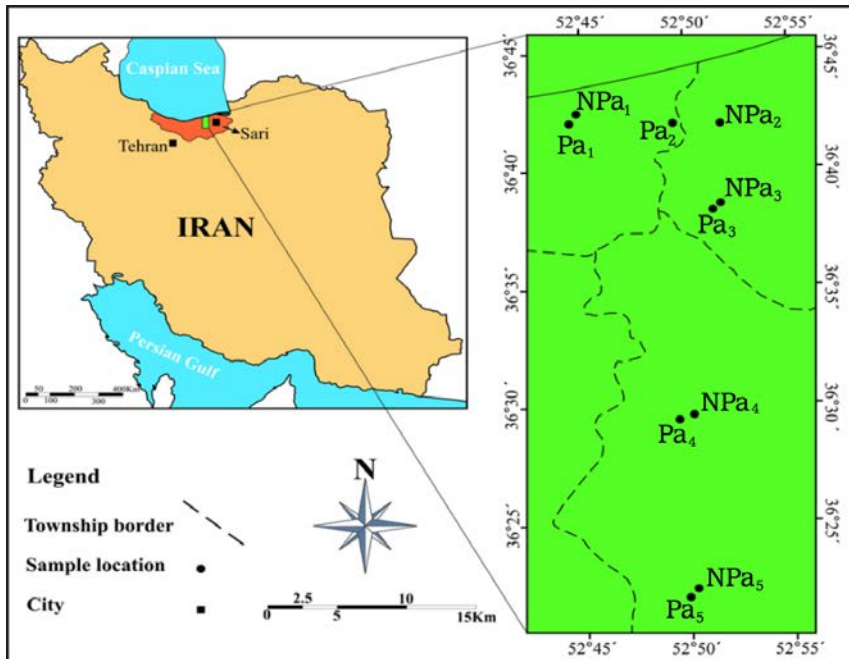 Caspian Sea
Sari
Tehran
IRAN
Persian Gulf
0 50 100 200 300 400Km
Legend
Township border
Sample location
City
N
0 2.5 5 10 15Km
52°45´ 52°50´ 52°55´
36°45´ 36°45´
NPa₁
Pa₁
Pa₂
NPa₂
36°40´ 36°40´
NPa₃
Pa₃
36°35´ 36°35´
36°30´ 36°30´
NPa₄
Pa₄
36°25´ 36°25´
NPa₅
Pa₅
52°45´ 52°50´ 52°55´